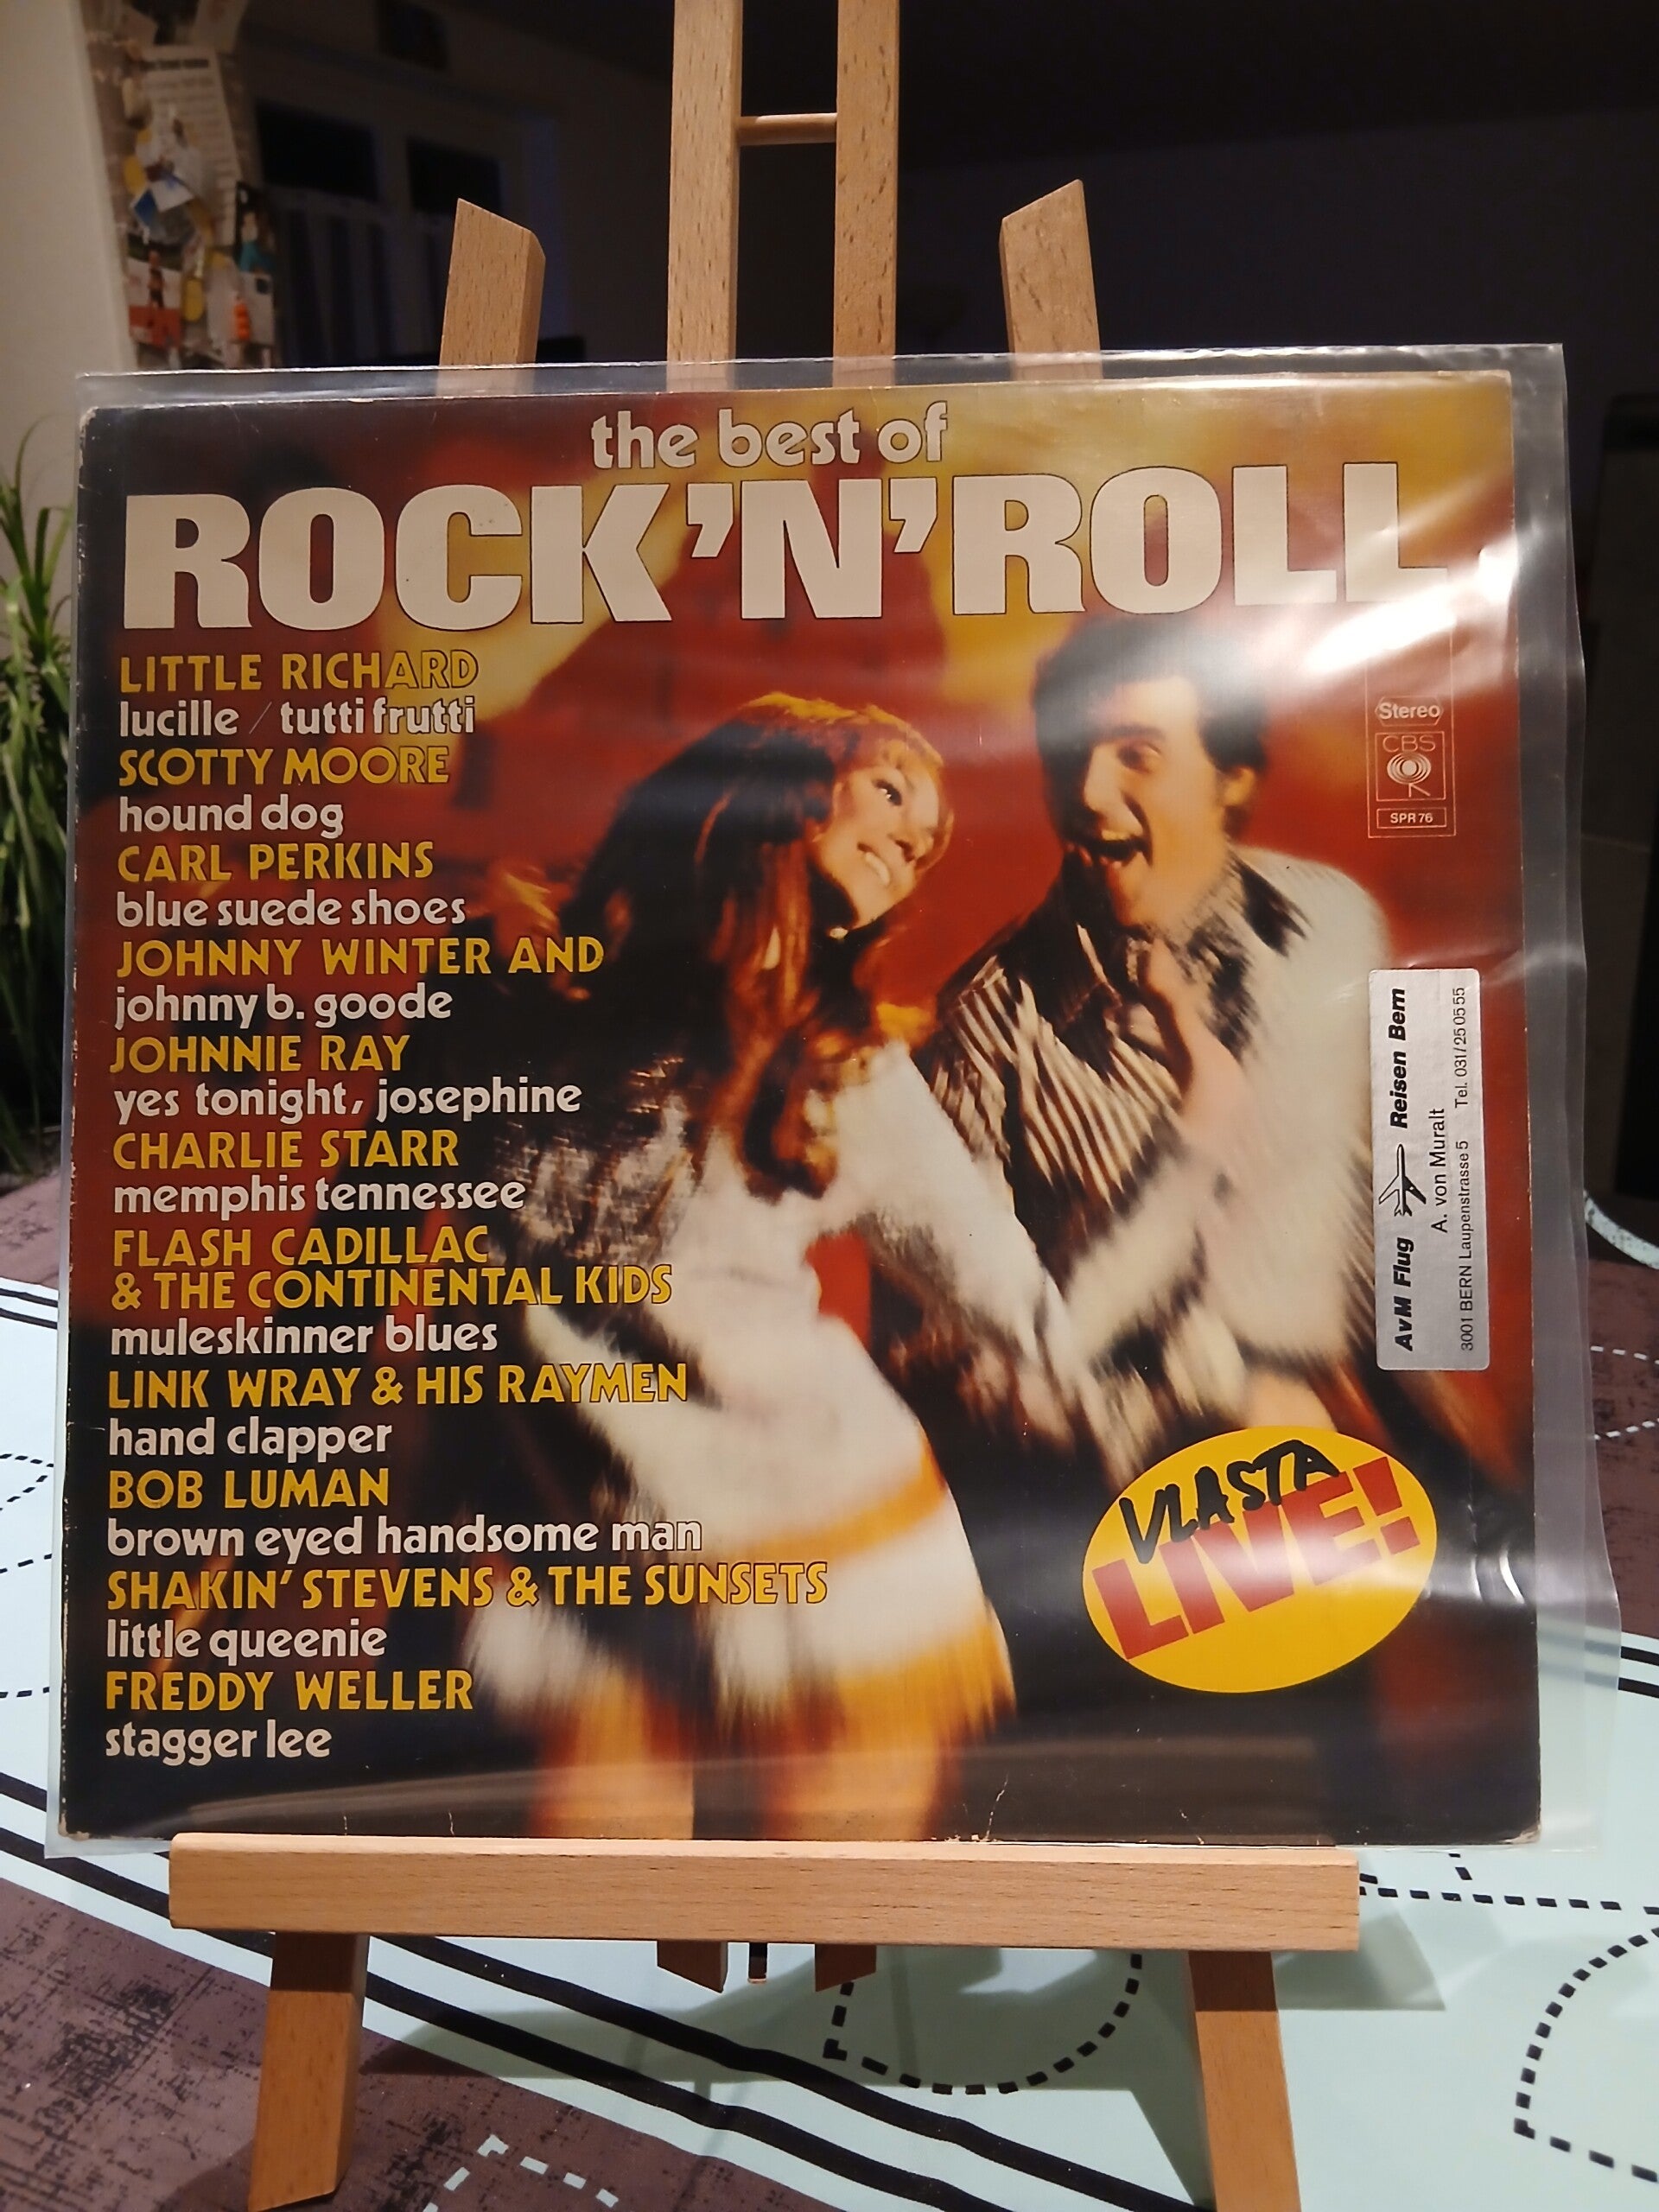 the best of
ROCK'N'ROLL
LITTLE RICHARD
lucille / tutti frutti
SCOTTY MOORE
hound dog
CARL PERKINS
blue suede shoes
JOHNNY WINTER AND
johnny b. goode
JOHNNIE RAY
yes tonight, josephine
CHARLIE STARR
memphis tennessee
FLASH CADILLAC
& THE CONTINENTAL KIDS
muleskinner blues
LINK WRAY & HIS RAYMEN
hand clapper
BOB LUMAN
brown eyed handsome man
SHAKIN' STEVENS & THE SUNSETS
little queenie
FREDDY WELLER
stagger lee
Stereo
CBS
SPR 76
AvM Flug Reisen Bern
A. von Muralt
3001 BERN Laupenstrasse 5 Tel. 031/25 05 55
VLASTA
LIVE!